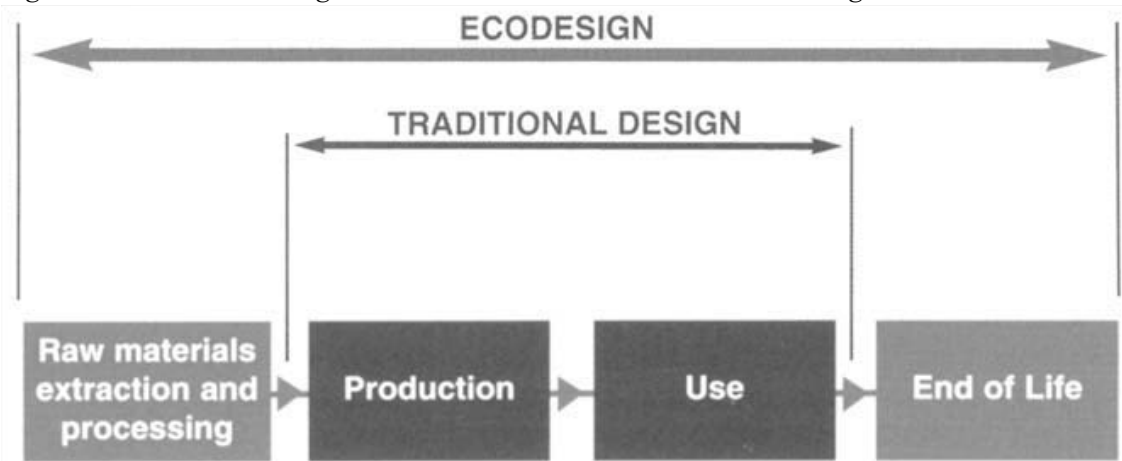 ECODESIGN
TRADITIONAL DESIGN
Raw materials
extraction and
processing
Production
Use
End of Life